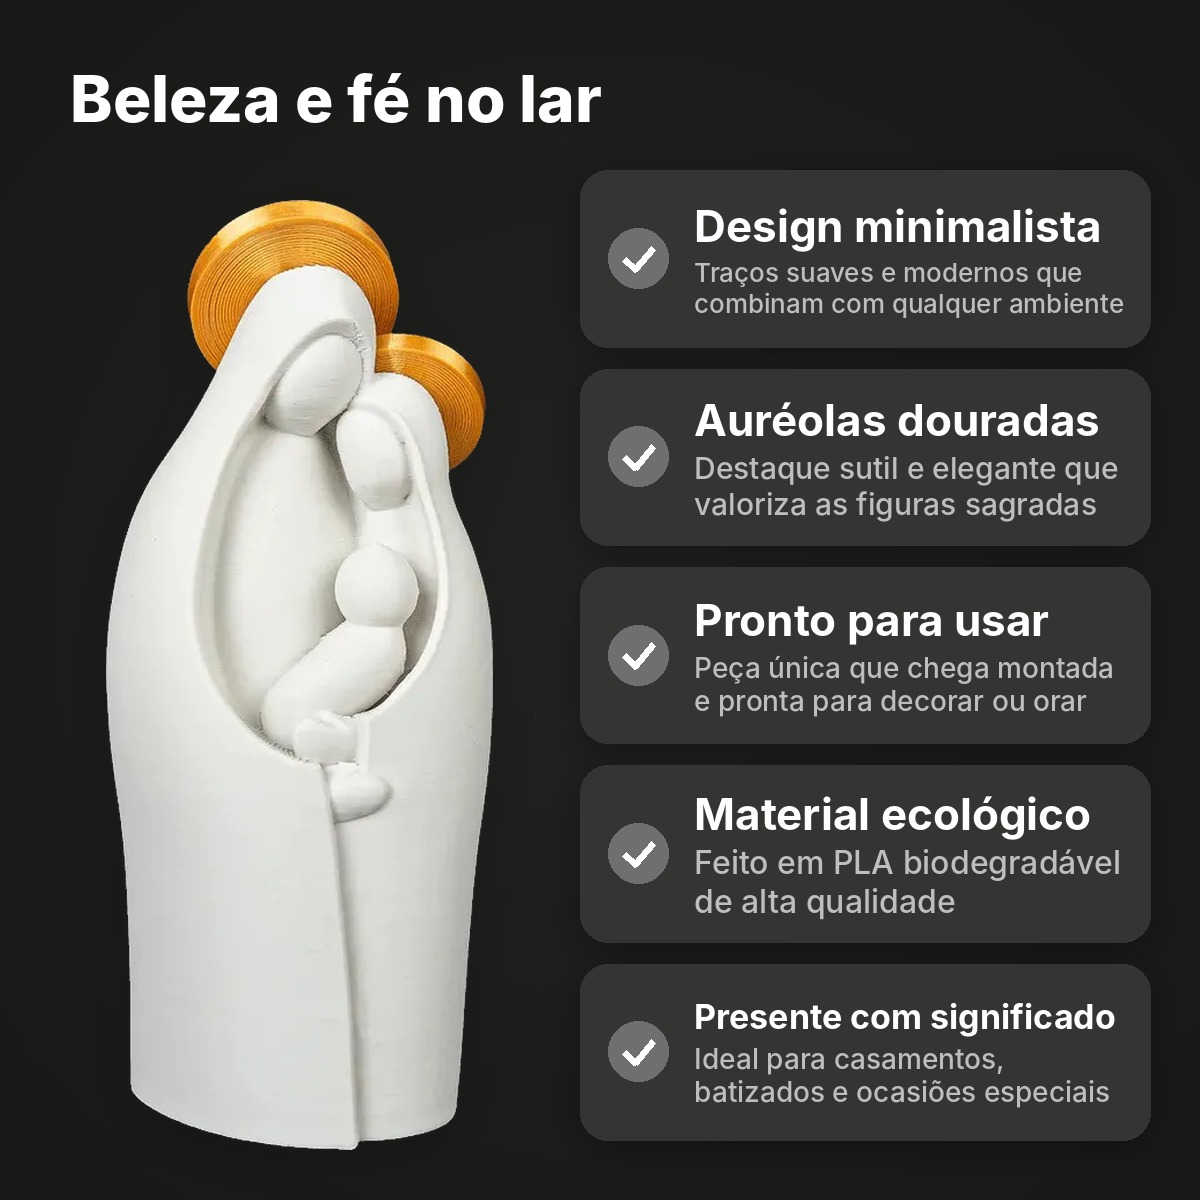 Beleza e fé no lar
Design minimalista
Traços suaves e modernos que
combinam com qualquer ambiente
Auréolas douradas
Destaque sutil e elegante que
valoriza as figuras sagradas
Pronto para usar
Peça única que chega montada
e pronta para decorar ou orar
Material ecológico
Feito em PLA biodegradável
de alta qualidade
Presente com significado
Ideal para casamentos,
batizados e ocasiões especiais